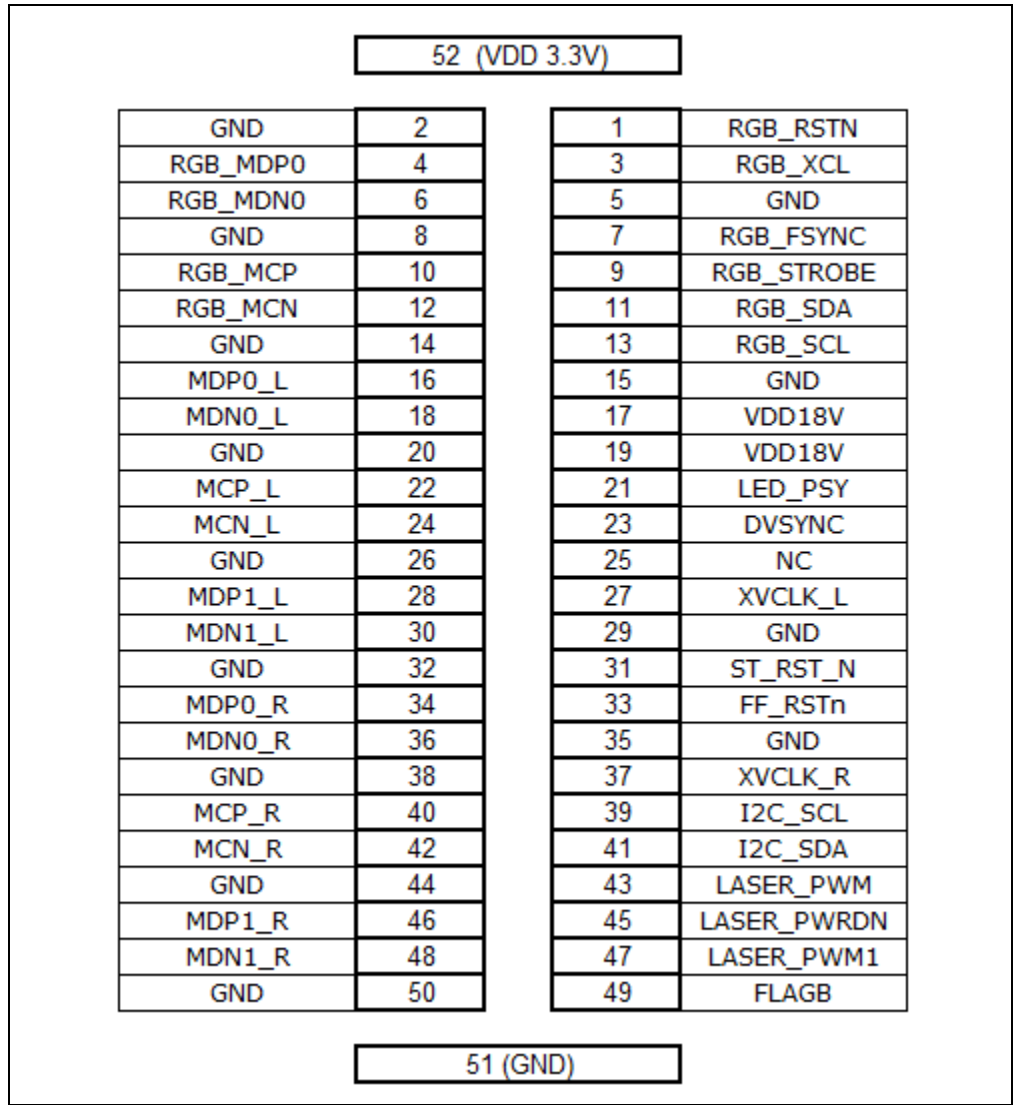 52 (VDD 3.3V)
GND 2 1 RGB_RSTN
RGB_MDP0 4 3 RGB_XCL
RGB_MDN0 6 5 GND
GND 8 7 RGB_FSYNC
RGB_MCP 10 9 RGB_STROBE
RGB_MCN 12 11 RGB_SDA
GND 14 13 RGB_SCL
MDP0_L 16 15 GND
MDN0_L 18 17 VDD18V
GND 20 19 VDD18V
MCP_L 22 21 LED_PSY
MCN_L 24 23 DVSYNC
GND 26 25 NC
MDP1_L 28 27 XVCLK_L
MDN1_L 30 29 GND
GND 32 31 ST_RST_N
MDP0_R 34 33 FF_RSTn
MDN0_R 36 35 GND
GND 38 37 XVCLK_R
MCP_R 40 39 I2C_SCL
MCN_R 42 41 I2C_SDA
GND 44 43 LASER_PWM
MDP1_R 46 45 LASER_PWRDN
MDN1_R 48 47 LASER_PWM1
GND 50 49 FLAGB
51 (GND)